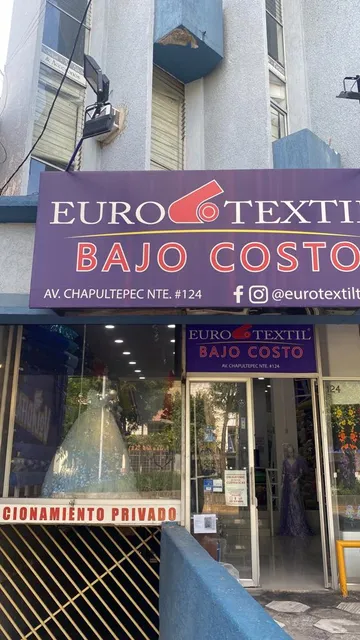 EURO TEXTIL
BAJO COSTO
AV. CHAPULTEPEC NTE. #124
@eurotextilt
EURO TEXTIL
BAJO COSTO
AV. CHAPULTEPEC NTE. #124
124
CIONAMIENTO PRIVADO